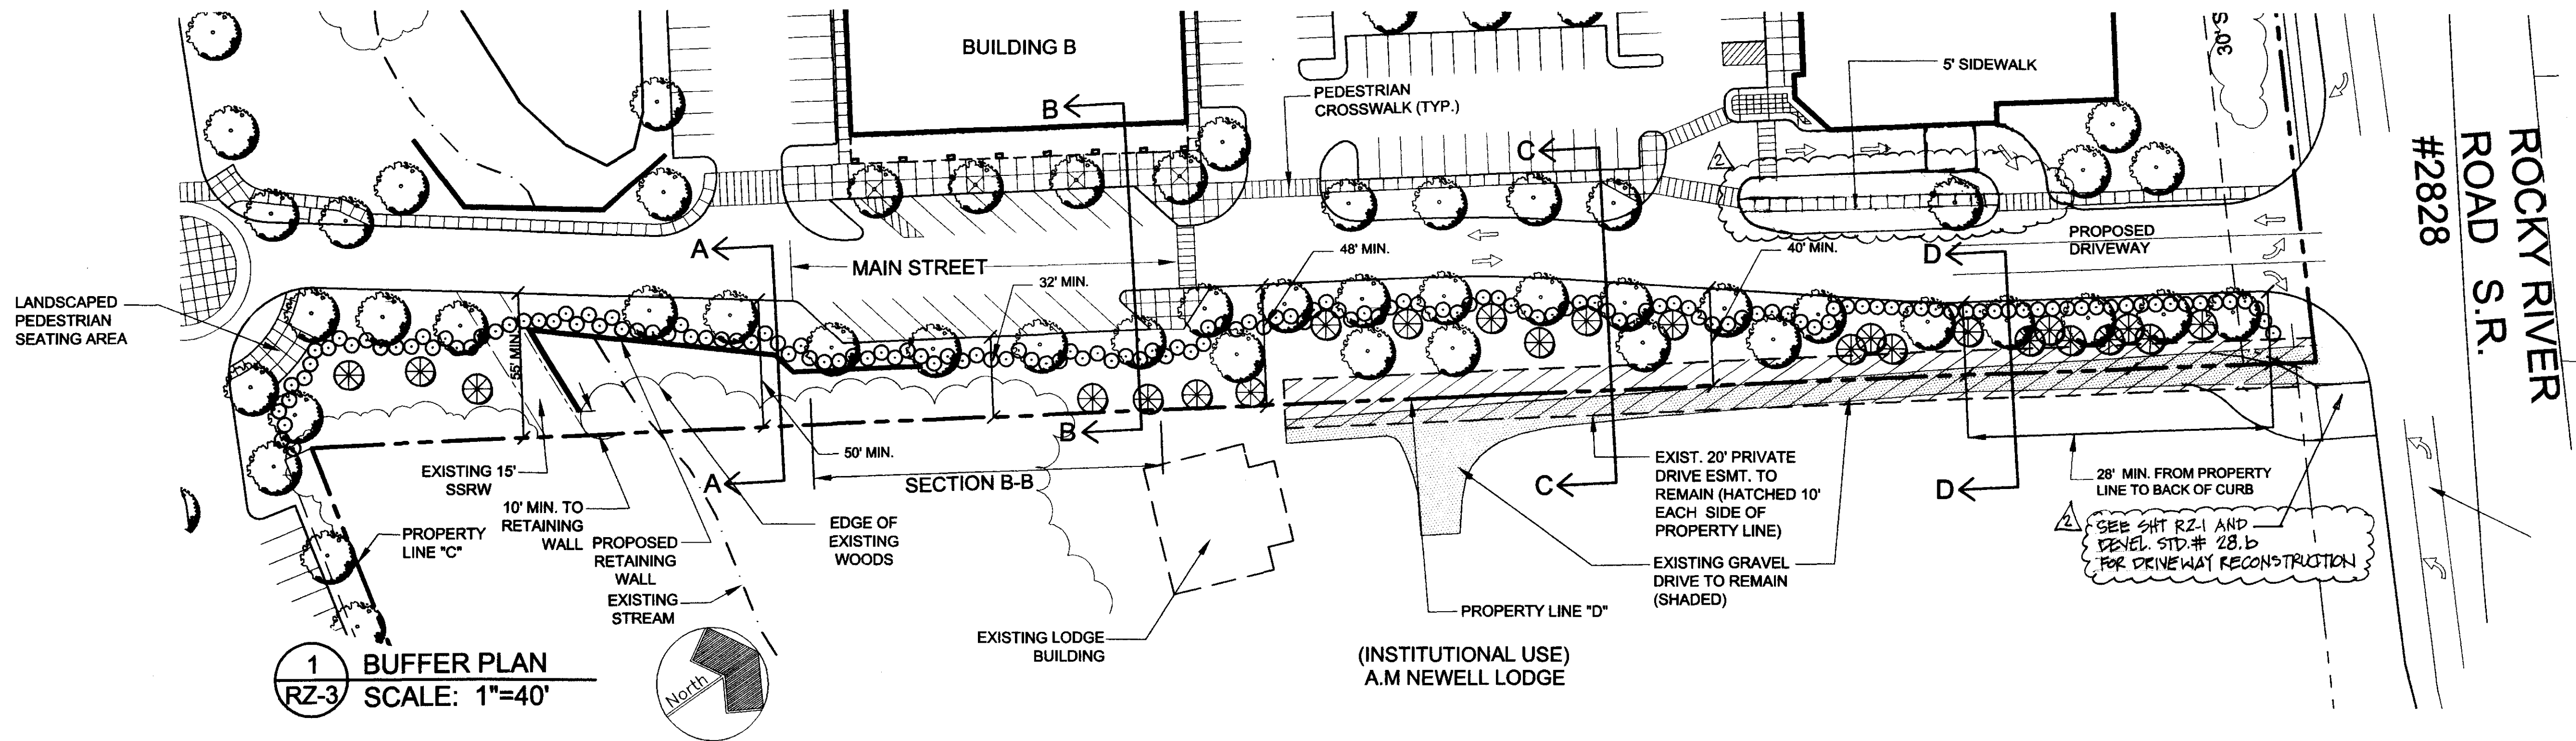 BUILDING B
5' SIDEWALK
30' S
PEDESTRIAN
CROSSWALK (TYP.)
B
C
2
ROCKY RIVER
ROAD S.R.
#2828
A
MAIN STREET
48' MIN.
40' MIN.
D
PROPOSED
DRIVEWAY
32' MIN.
LANDSCAPED
PEDESTRIAN
SEATING AREA
55' MIN.
B
50' MIN.
EXISTING 15'
SSRW
A
SECTION B-B
C
D
EXIST. 20' PRIVATE
DRIVE ESMT. TO
REMAIN (HATCHED 10'
EACH SIDE OF
PROPERTY LINE)
28' MIN. FROM PROPERTY
LINE TO BACK OF CURB
10' MIN. TO
RETAINING
WALL
PROPERTY
LINE "C"
EDGE OF
EXISTING
WOODS
2
SEE SHT RZ-1 AND
DEVEL. STD.# 28.b
FOR DRIVEWAY RECONSTRUCTION
PROPOSED
RETAINING
WALL
EXISTING
STREAM
EXISTING GRAVEL
DRIVE TO REMAIN
(SHADED)
PROPERTY LINE "D"
EXISTING LODGE
BUILDING
(INSTITUTIONAL USE)
A.M NEWELL LODGE
1
RZ-3
BUFFER PLAN
SCALE: 1"=40'
North